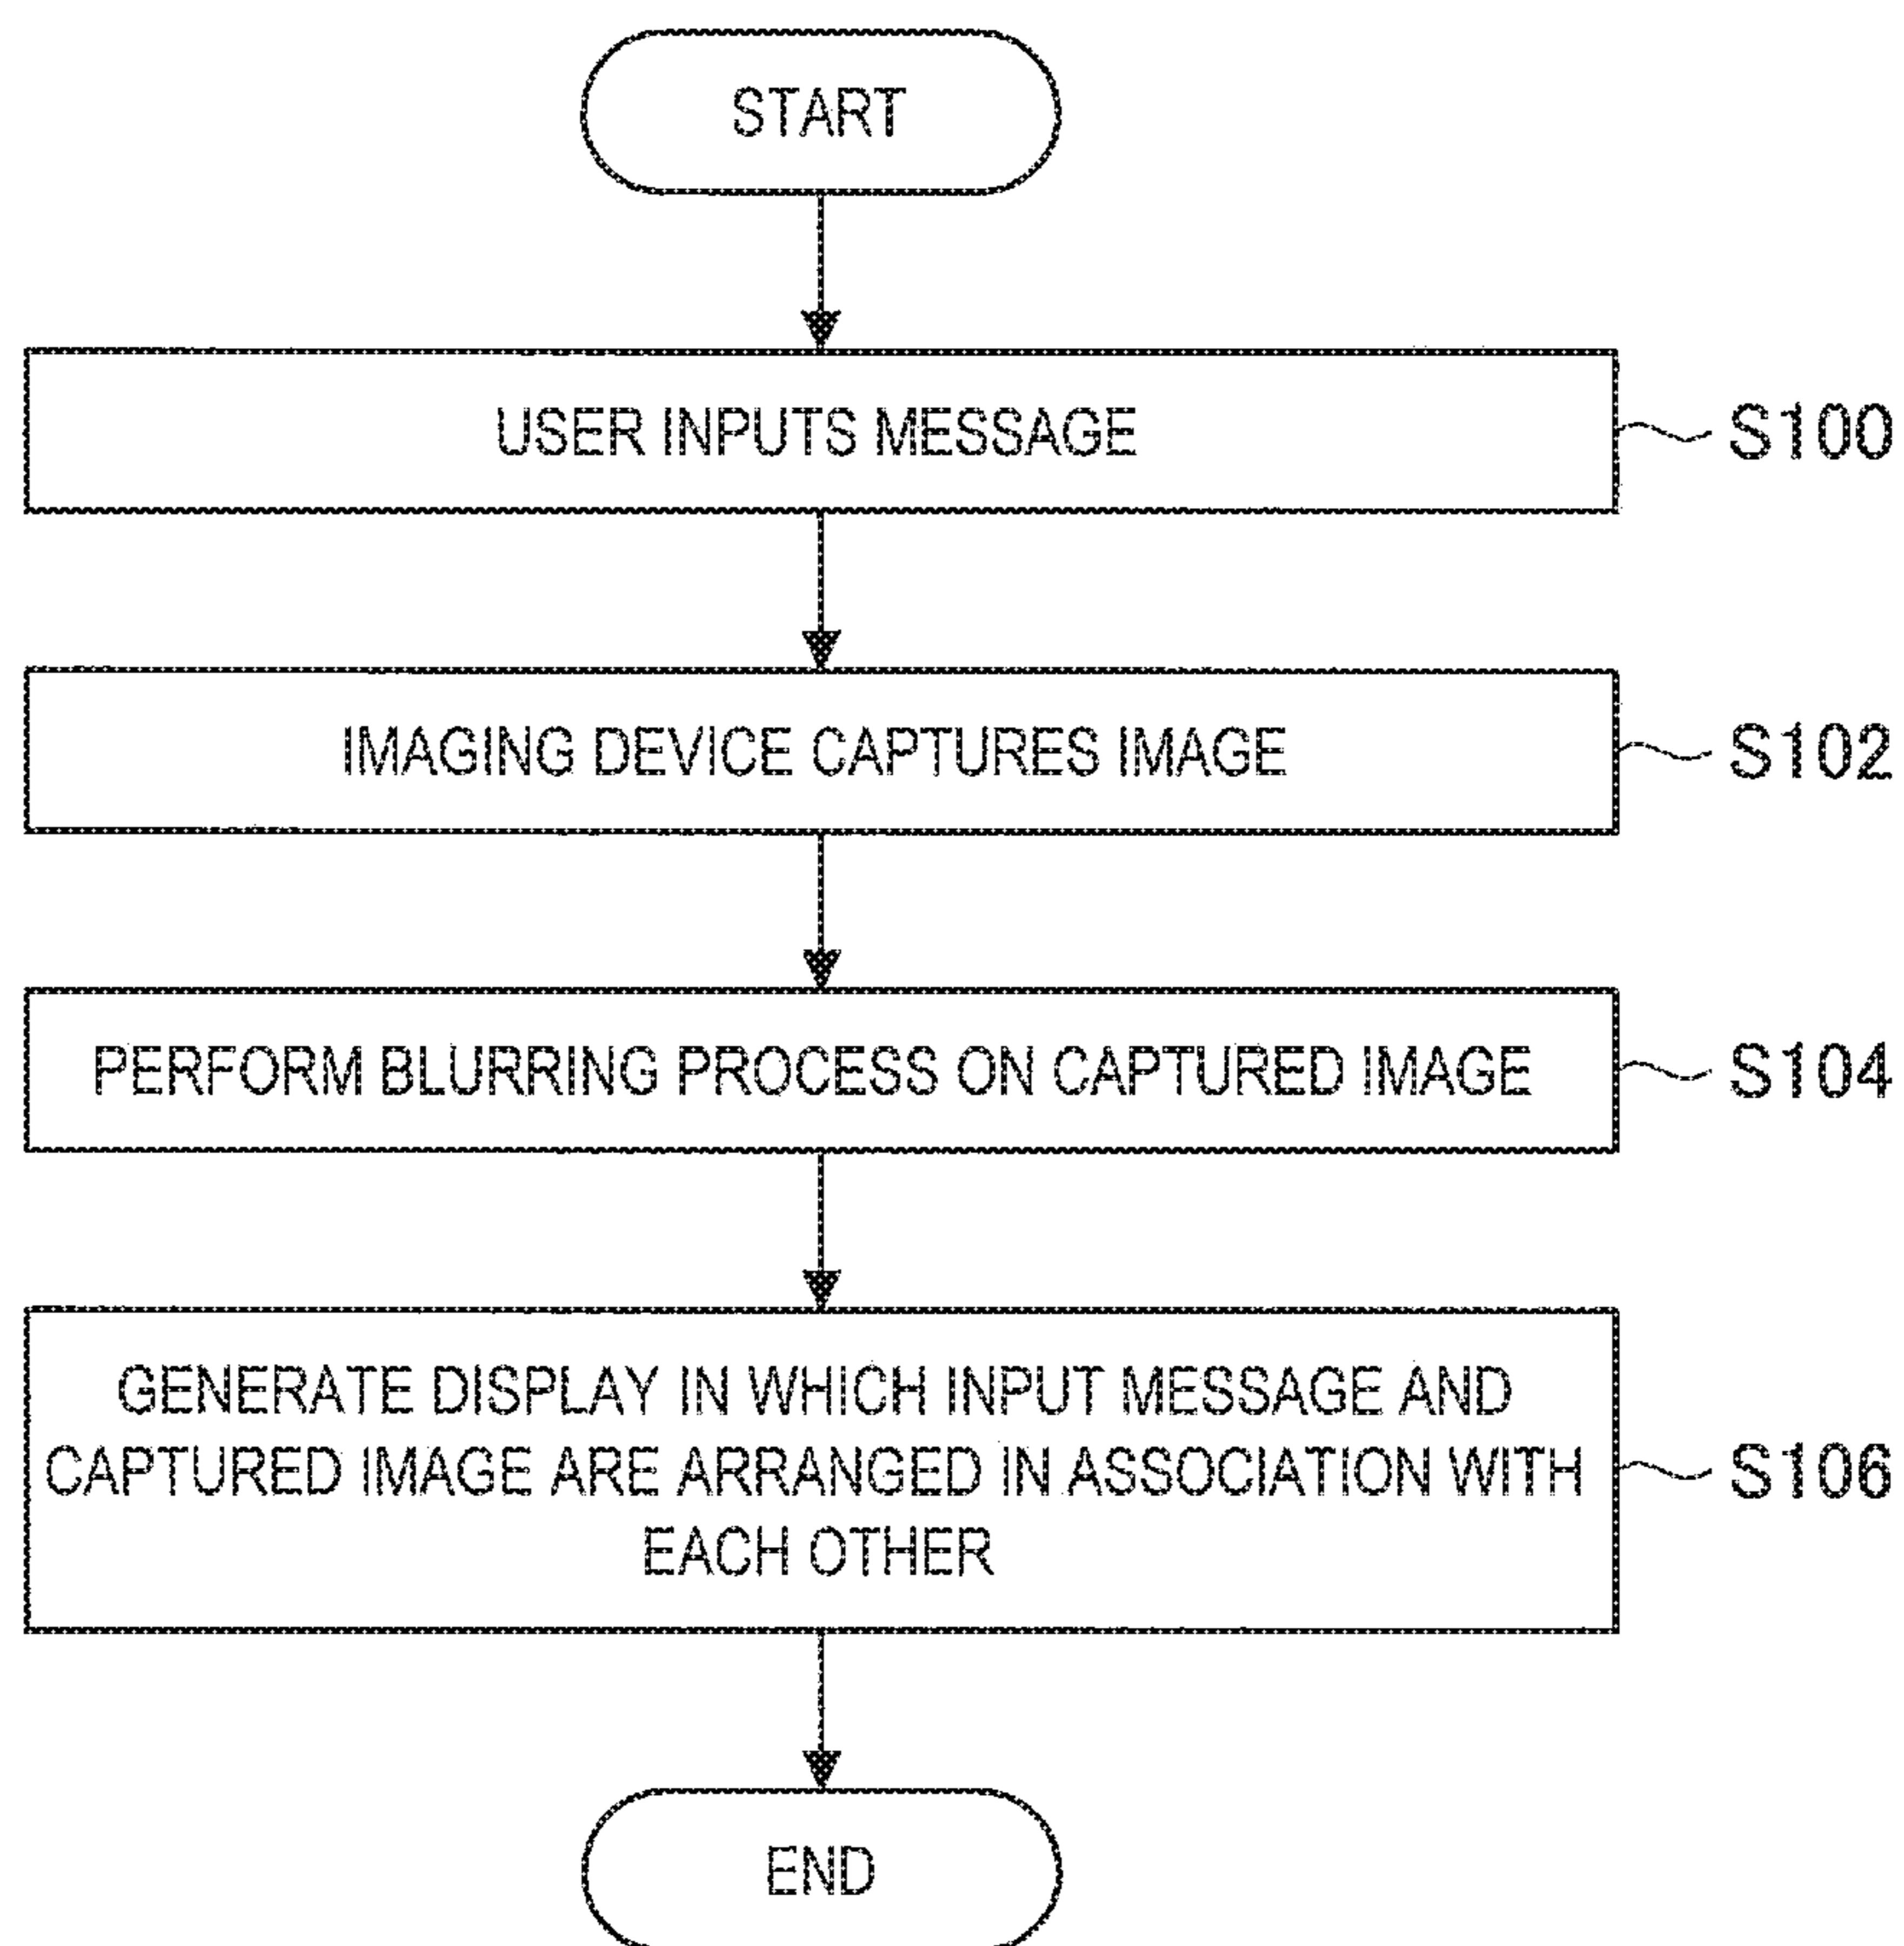 START
USER INPUTS MESSAGE
S100
IMAGING DEVICE CAPTURES IMAGE
S102
PERFORM BLURRING PROCESS ON CAPTURED IMAGE
S104
GENERATE DISPLAY IN WHICH INPUT MESSAGE AND
CAPTURED IMAGE ARE ARRANGED IN ASSOCIATION WITH
EACH OTHER
S106
END